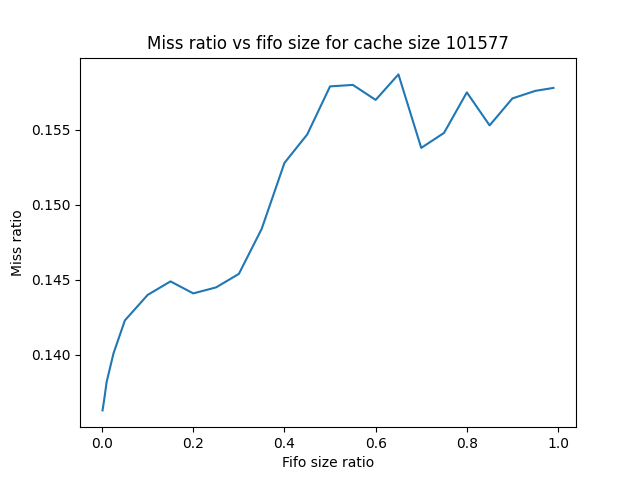 Miss ratio vs fifo size for cache size 101577
0.155
0.150
0.145
0.140
Miss ratio
0.0 0.2 0.4 0.6 0.8 1.0
Fifo size ratio